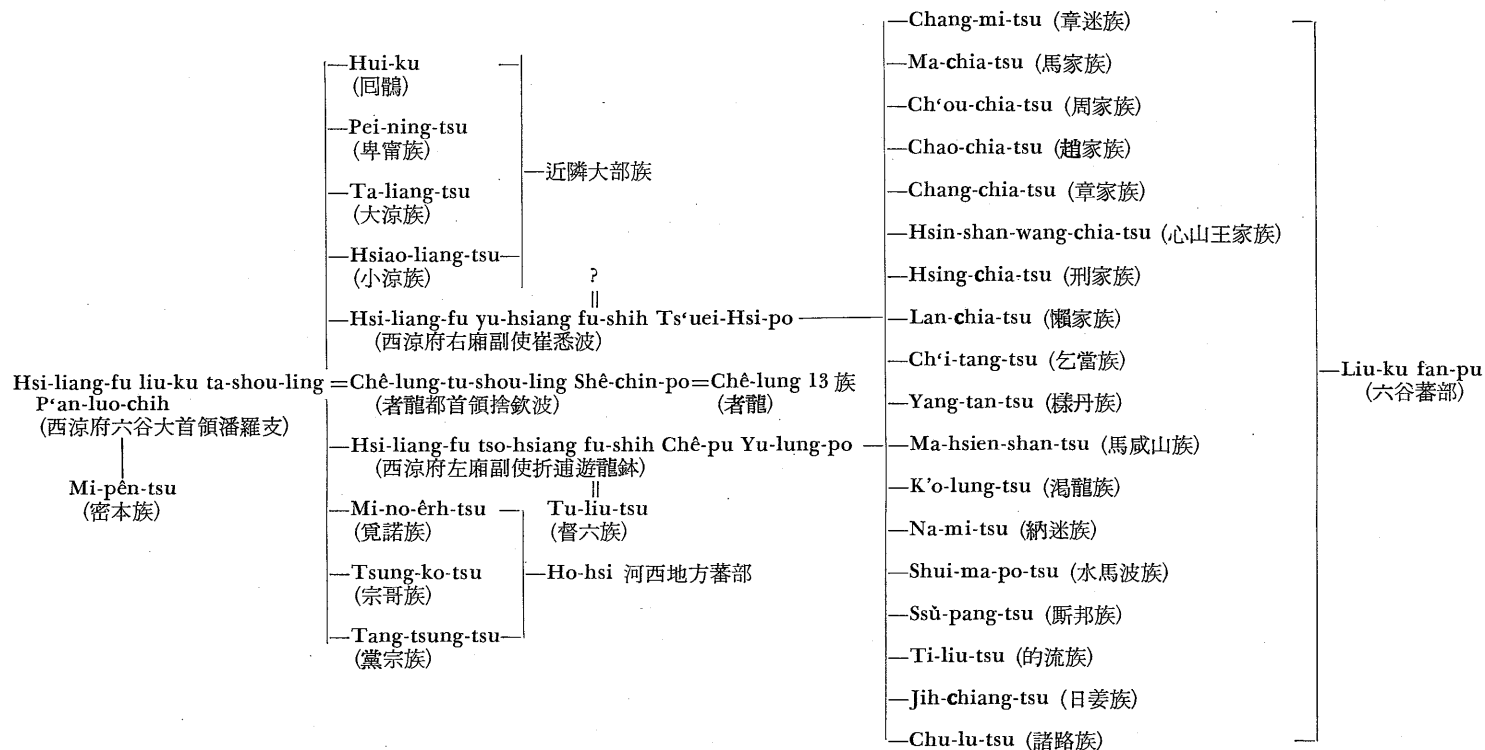 Hsi-liang-fu liu-ku ta-shou-ling
P‘an-luo-chih
(西涼府六谷大首領潘羅支)
Mi-pên-tsu
(密本族)
Hui-ku
(囘鶻)
Pei-ning-tsu
(卑甯族)
Ta-liang-tsu
(大涼族)
Hsiao-liang-tsu
(小涼族)
近隣大部族
?
Hsi-liang-fu yu-hsiang fu-shih Ts‘uei-Hsi-po
(西涼府右廂副使崔悉波)
=Chê-lung-tu-shou-ling Shê-chin-po=Chê-lung 13 族
(者龍都首領捨欽波)
(者龍)
Hsi-liang-fu tso-hsiang fu-shih Chê-pu Yu-lung-po
(西涼府左廂副使折逋遊龍鉢)
Tu-liu-tsu
(督六族)
Mi-no-êrh-tsu
(覓諾族)
Tsung-ko-tsu
(宗哥族)
Tang-tsung-tsu
(黨宗族)
Ho-hsi 河西地方蕃部
Chang-mi-tsu (章迷族)
Ma-chia-tsu (馬家族)
Ch‘ou-chia-tsu (周家族)
Chao-chia-tsu (趙家族)
Chang-chia-tsu (章家族)
Hsin-shan-wang-chia-tsu (心山王家族)
Hsing-chia-tsu (刑家族)
Lan-chia-tsu (懶家族)
Ch‘i-tang-tsu (乞當族)
Yang-tan-tsu (樣丹族)
Ma-hsien-shan-tsu (馬咸山族)
K’o-lung-tsu (渴龍族)
Na-mi-tsu (納迷族)
Shui-ma-po-tsu (水馬波族)
Ssŭ-pang-tsu (厮邦族)
Ti-liu-tsu (的流族)
Jih-chiang-tsu (日姜族)
Chu-lu-tsu (諸路族)
Liu-ku fan-pu
(六谷蕃部)